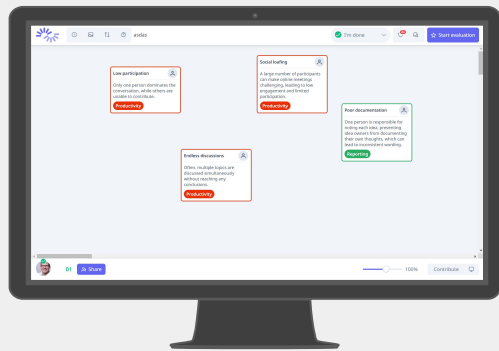 asdas
I'm done
Start evaluation
Low participation
Only one person dominates the
conversation, while others are
unable to contribute.
Productivity
Social loafing
A large number of participants
can make online meetings
challenging, leading to low
engagement and limited
participation.
Productivity
Poor documentation
One person is responsible for
noting each idea, preventing
idea owners from documenting
their own thoughts, which can
lead to inconsistent wording.
Reporting
Endless discussions
Often, multiple topics are
discussed simultaneously
without reaching any
conclusions.
Productivity
01
Share
100%
Contribute